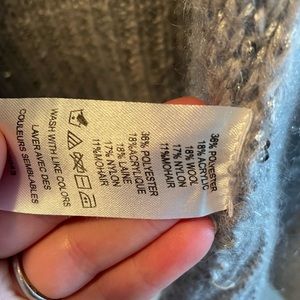 36% POLYESTER
18% ACRYLIC
18% WOOL
17% NYLON
11%MOHAIR
36% POLYESTER
18%ACRYLIQUE
18% LAINE
17% NYLON
11%MOHAIR
WASH WITH LIKE COLORS
LAVER AVEC DES
COULEURS SEMBLABLES